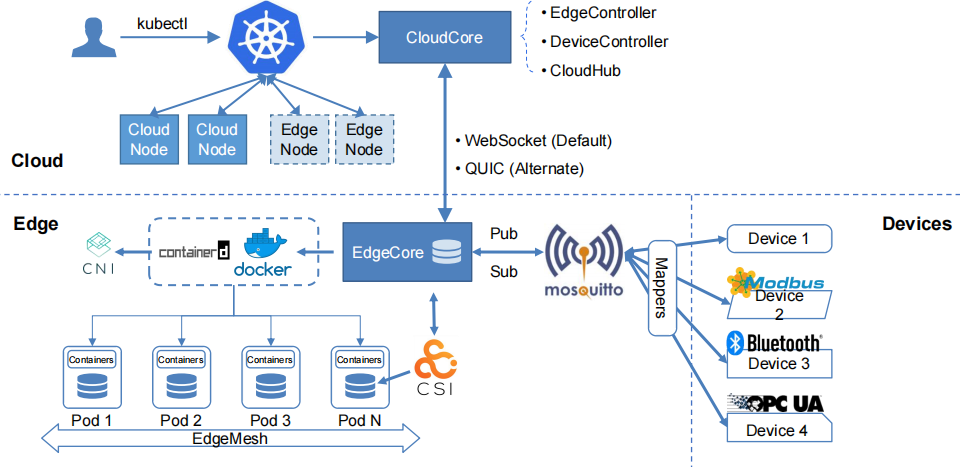 kubectl
CloudCore
• EdgeController
• DeviceController
• CloudHub
Cloud
Node
Cloud
Node
Edge
Node
Edge
Node
Cloud
• WebSocket (Default)
• QUIC (Alternate)
Edge
Devices
CNI
containerd
docker
EdgeCore
Pub
Sub
mosquitto
Mappers
Device 1
Modbus
Device
2
Bluetooth®
Device 3
OPC UA
Device 4
Containers
Containers
Containers
Containers
CSI
Pod 1
Pod 2
Pod 3
Pod N
EdgeMesh